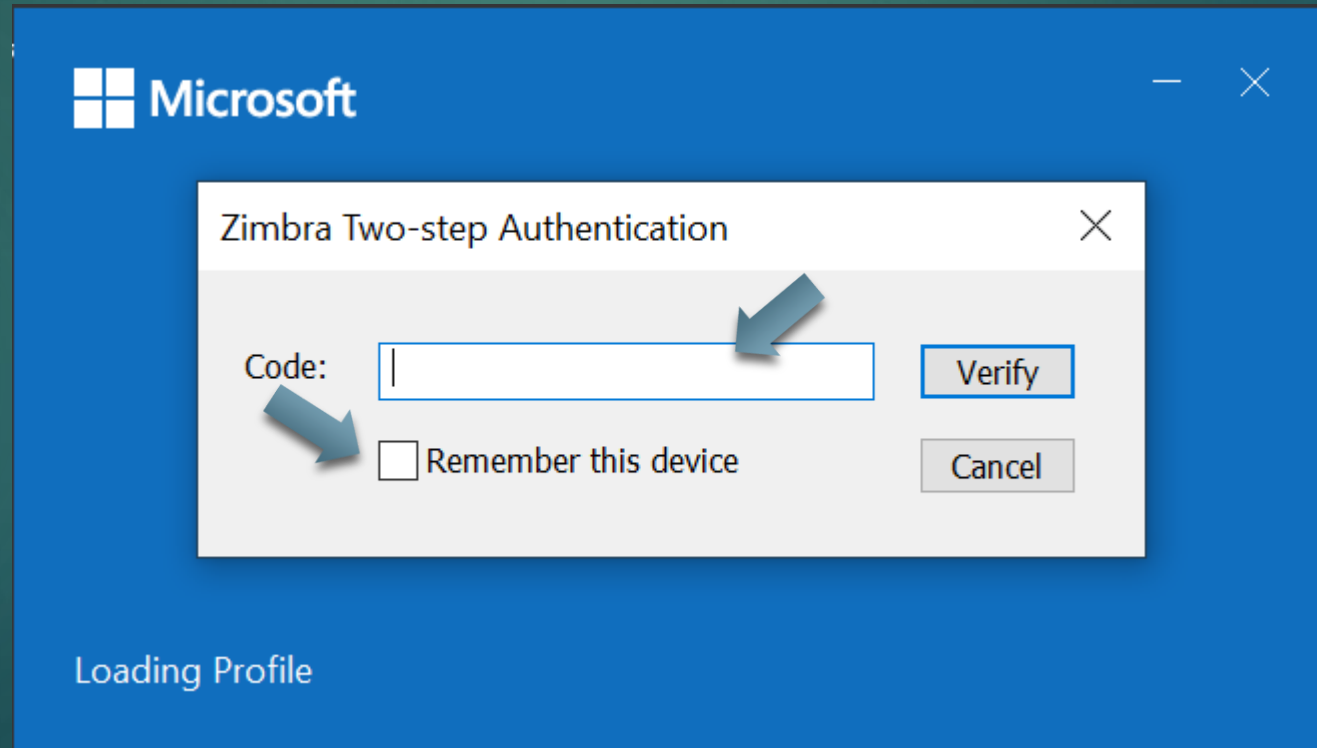 Microsoft
Zimbra Two-step Authentication
Code:
Verify
Remember this device
Cancel
Loading Profile